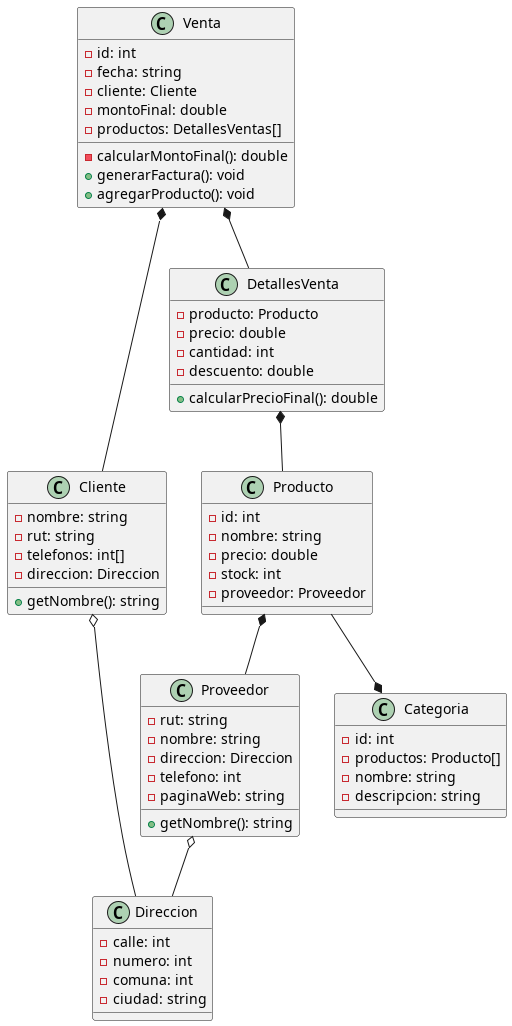 C Venta
id: int
fecha: string
cliente: Cliente
montoFinal: double
productos: DetallesVentas[]
calcularMontoFinal(): double
generarFactura(): void
agregarProducto(): void
C DetallesVenta
producto: Producto
precio: double
cantidad: int
descuento: double
calcularPrecioFinal(): double
C Cliente
nombre: string
rut: string
telefonos: int[]
direccion: Direccion
getNombre(): string
C Producto
id: int
nombre: string
precio: double
stock: int
proveedor: Proveedor
C Proveedor
rut: string
nombre: string
direccion: Direccion
telefono: int
paginaWeb: string
getNombre(): string
C Categoria
id: int
productos: Producto[]
nombre: string
descripcion: string
C Direccion
calle: int
numero: int
comuna: int
ciudad: string